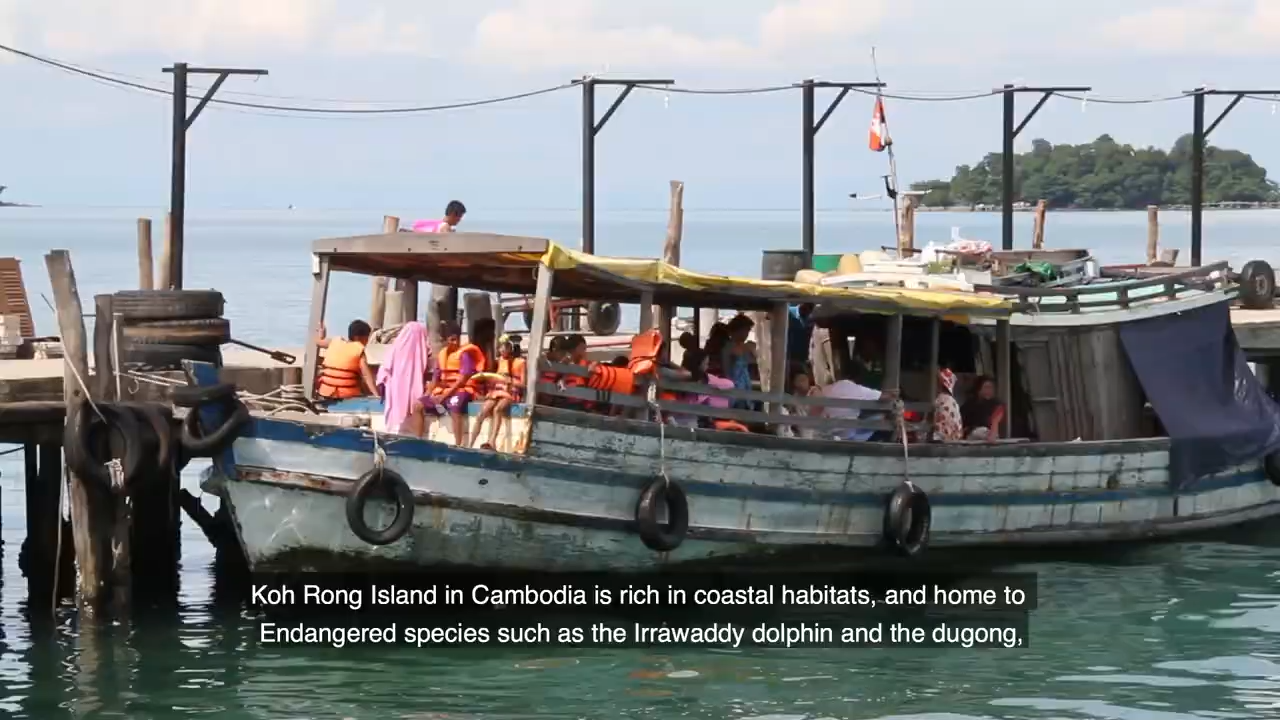 Koh Rong Island in Cambodia is rich in coastal habitats, and home to
Endangered species such as the Irrawaddy dolphin and the dugong,